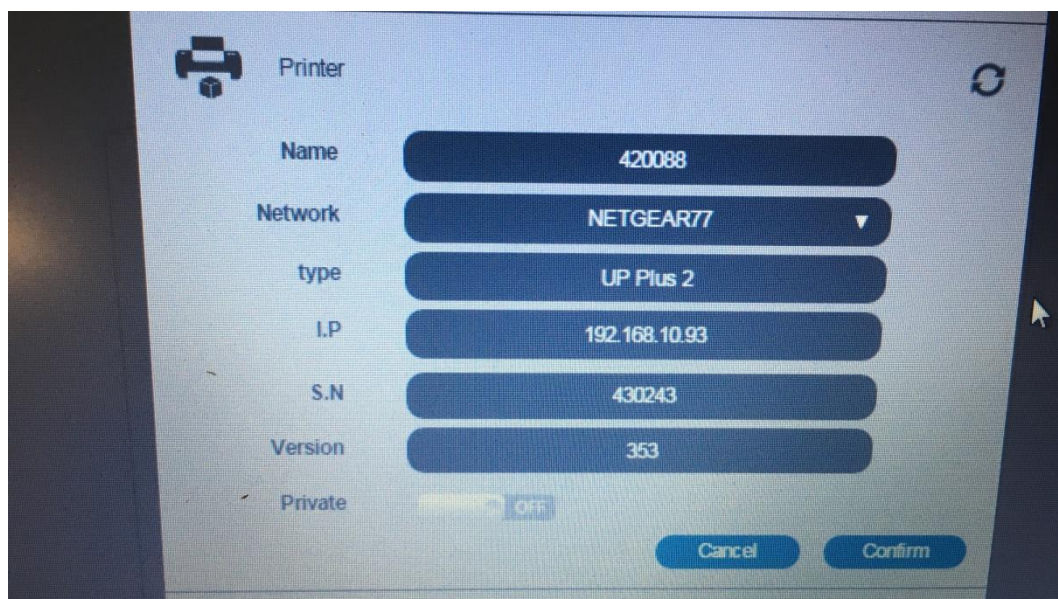 Printer
Name 420088
Network NETGEAR77 ▼
type UP Plus 2
I.P 192.168.10.93
S.N 430243
Version 353
Private OFF
Cancel Confirm